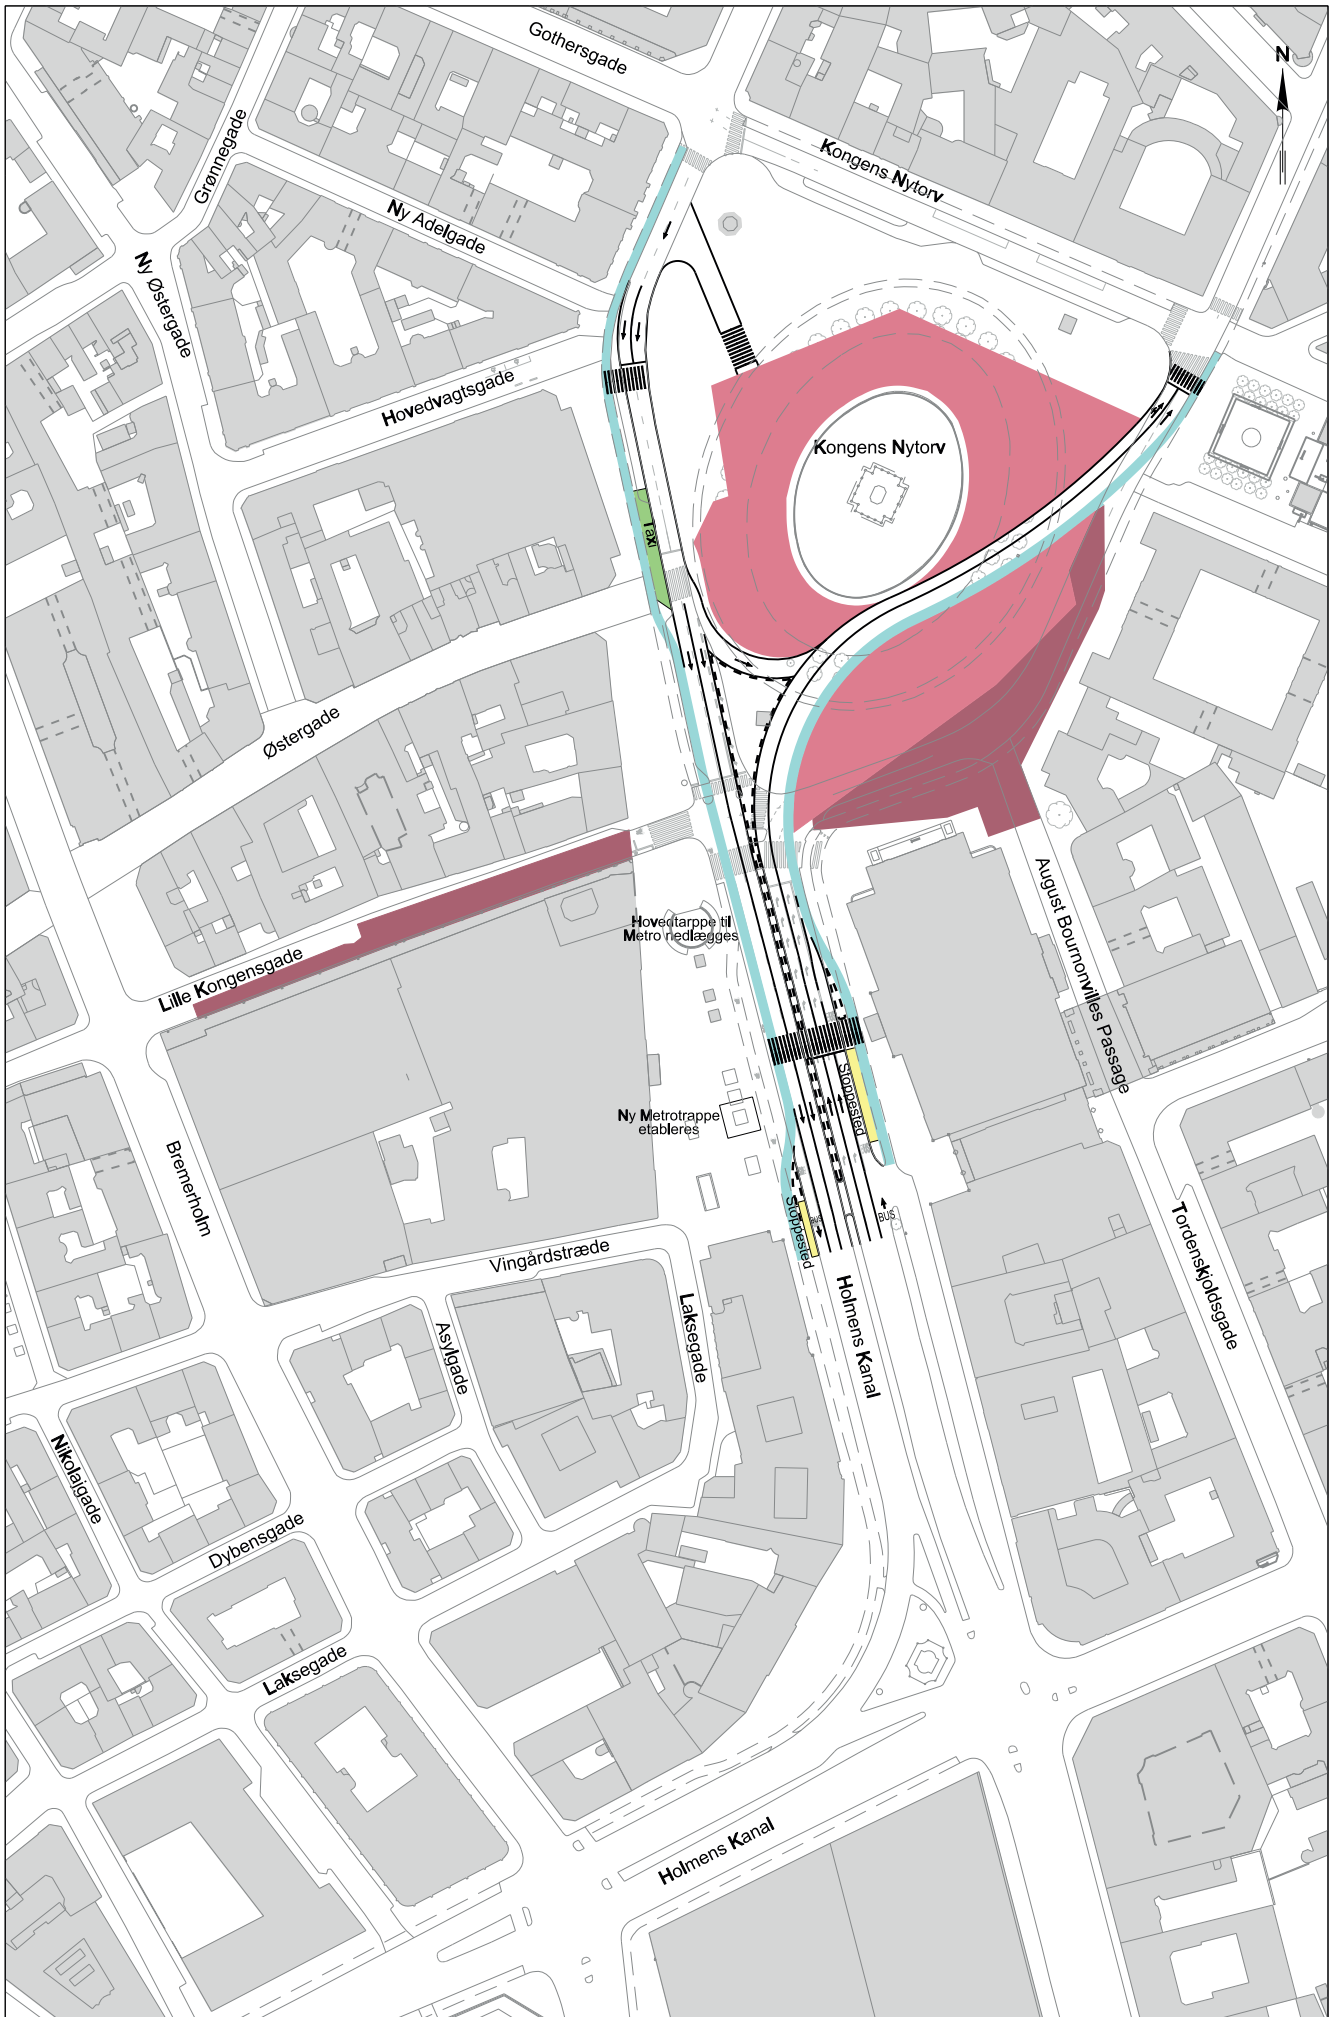 Gothersgade
N
Grønnegade
Kongens Nytorv
Ny Adelgade
Ny Østergade
Hovedvagtsgade
Kongens Nytorv
Taxi
Østergade
August Bournonvilles Passage
Hovedtarppe til
Metro nedlægges
Lille Kongensgade
Stoppested
Ny Metrotrappe
etableres
Bremerholm
Stoppested
BUS
BUS
Tordenskjoldsgade
Vingårdstræde
Holmens Kanal
Laksegade
Asylgade
Nikolajgade
Dybensgade
Laksegade
Holmens Kanal